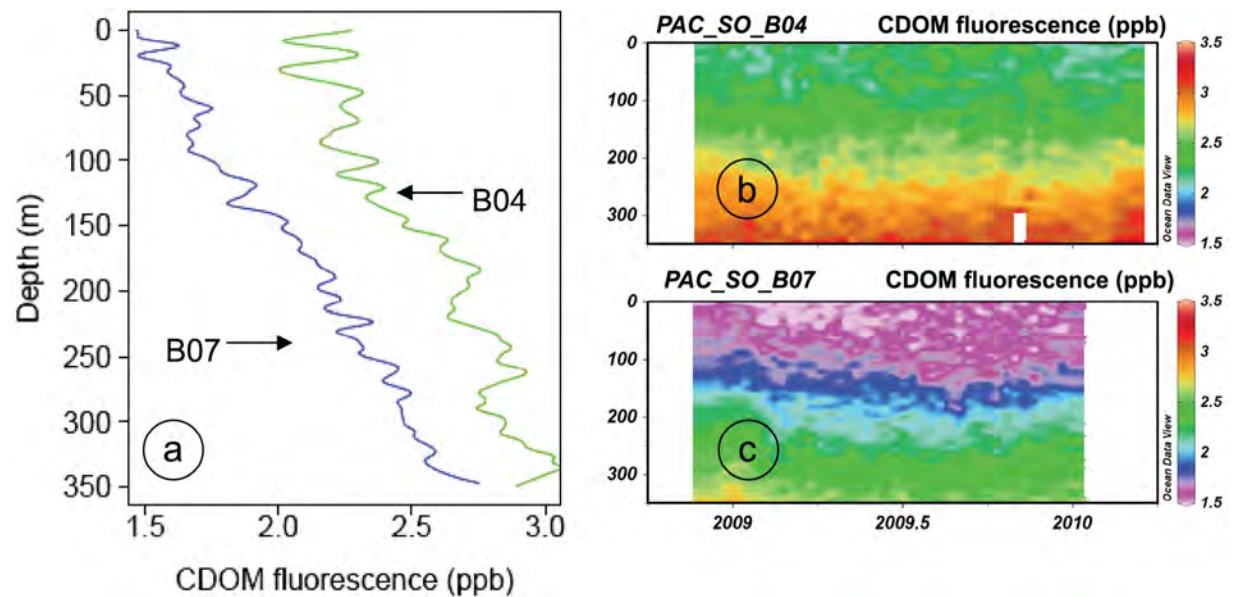 0
50
100
150
200
250
300
350
Depth (m)
1.5 2.0 2.5 3.0
CDOM fluorescence (ppb)
B04
B07
a
PAC_SO_B04 CDOM fluorescence (ppb)
0
100
200
300
b
3.5
3
2.5
2
1.5
Ocean Data View
PAC_SO_B07 CDOM fluorescence (ppb)
0
100
200
300
c
3.5
3
2.5
2
1.5
Ocean Data View
2009 2009.5 2010